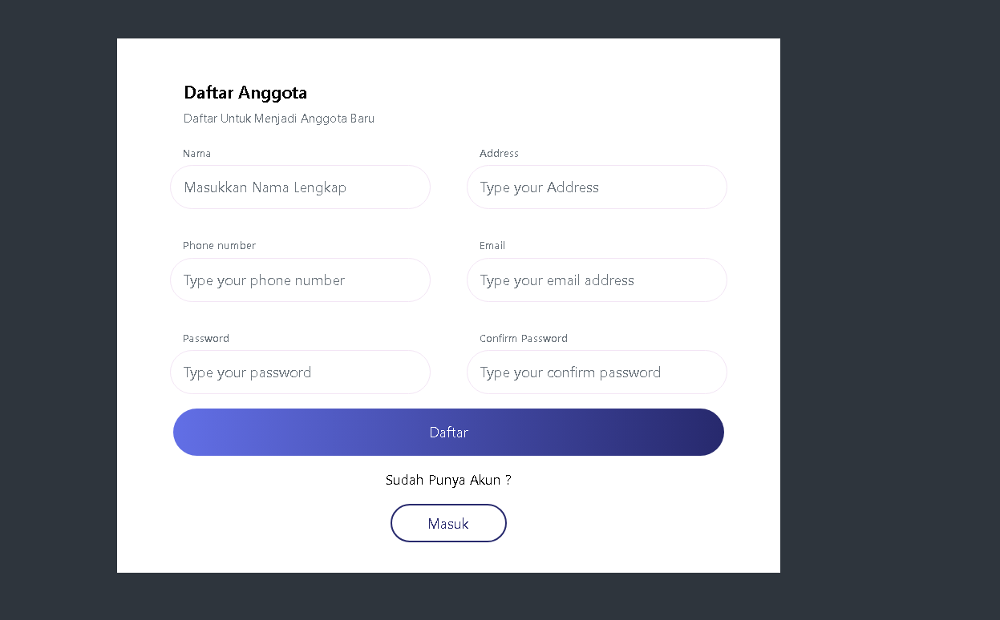 Daftar Anggota
Daftar Untuk Menjadi Anggota Baru
Nama
Masukkan Nama Lengkap
Address
Type your Address
Phone number
Type your phone number
Email
Type your email address
Password
Type your password
Confirm Password
Type your confirm password
Daftar
Sudah Punya Akun ?
Masuk